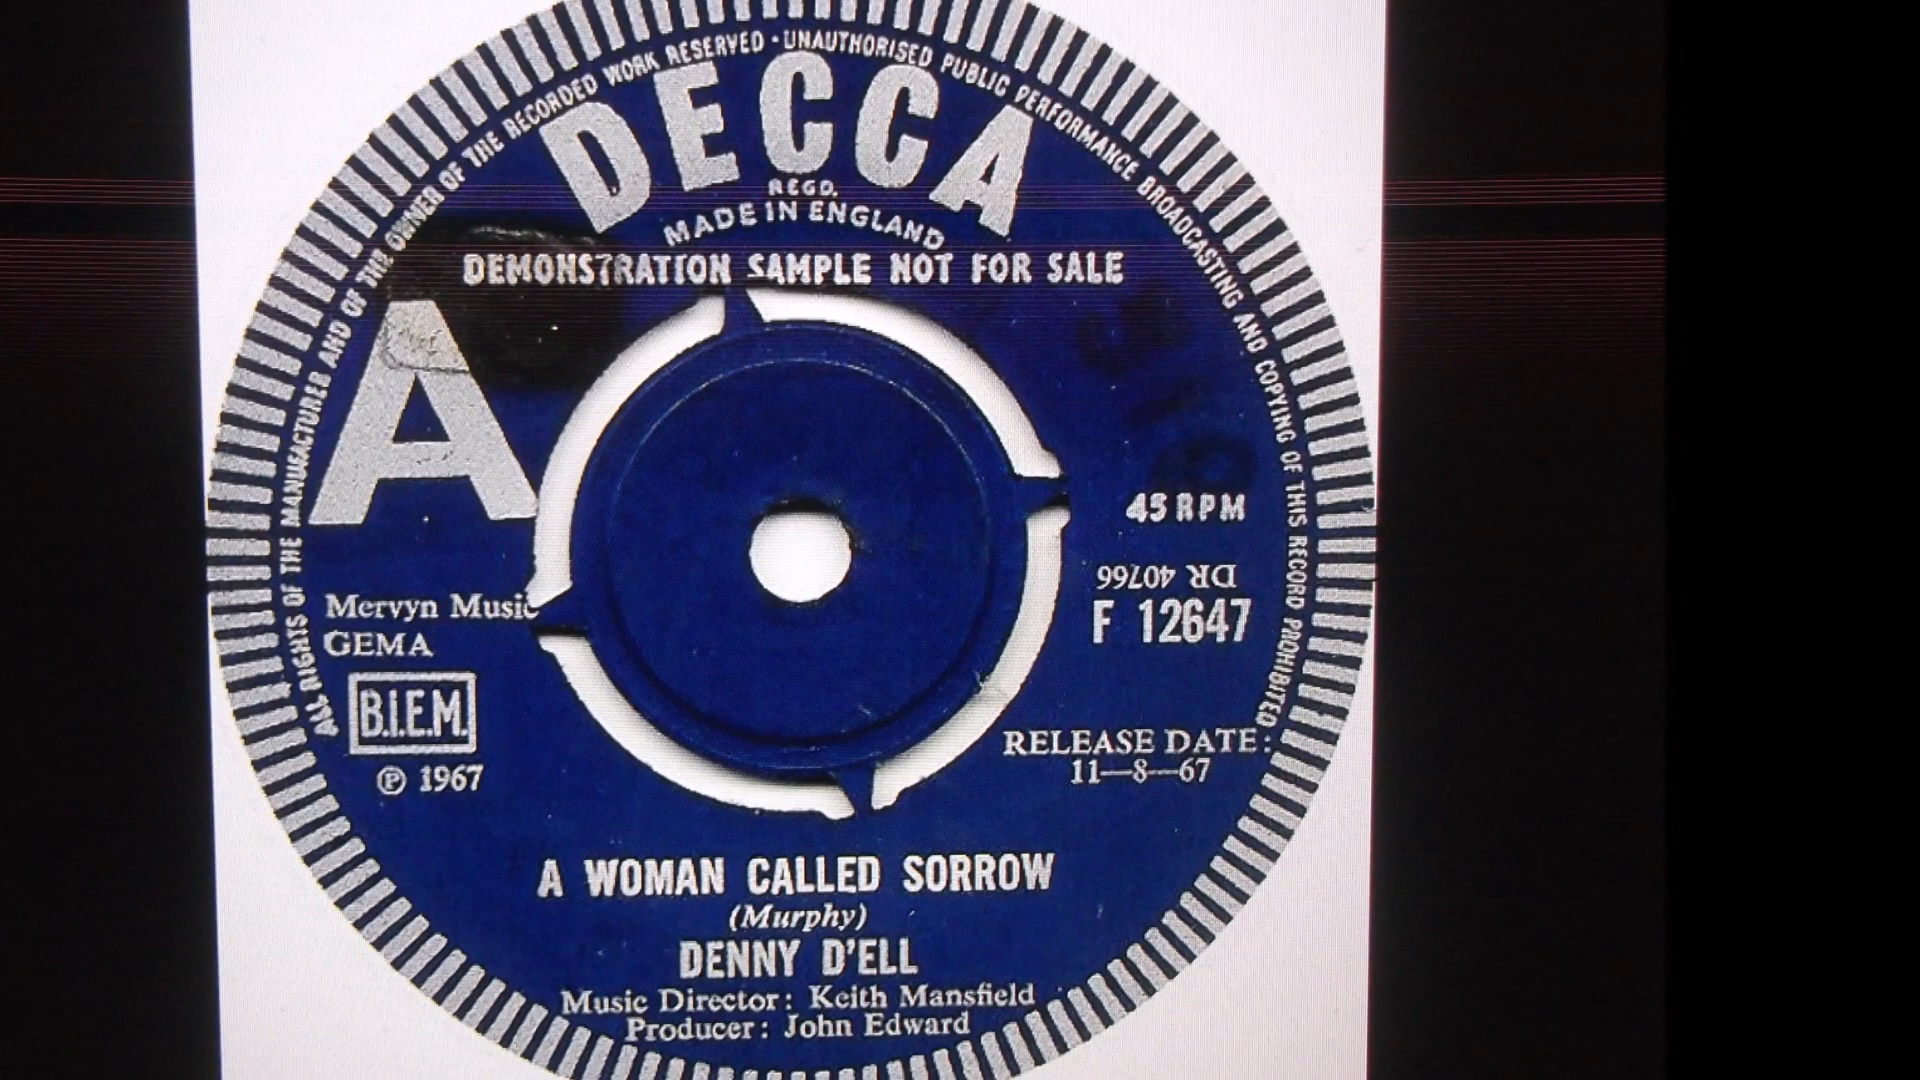 ALL RIGHTS OF THE MANUFACTURER AND OF THE OWNER OF THE RECORDED WORK RESERVED · UNAUTHORISED PUBLIC PERFORMANCE BROADCASTING AND COPYING OF THIS RECORD PROHIBITED
DECCA
REGD.
MADE IN ENGLAND
DEMONSTRATION SAMPLE NOT FOR SALE
A
45 RPM
DR 40766
F 12647
Mervyn Music
GEMA
B.I.E.M.
℗ 1967
RELEASE DATE:
11—8—67
A WOMAN CALLED SORROW
(Murphy)
DENNY D'ELL
Music Director: Keith Mansfield
Producer: John Edward